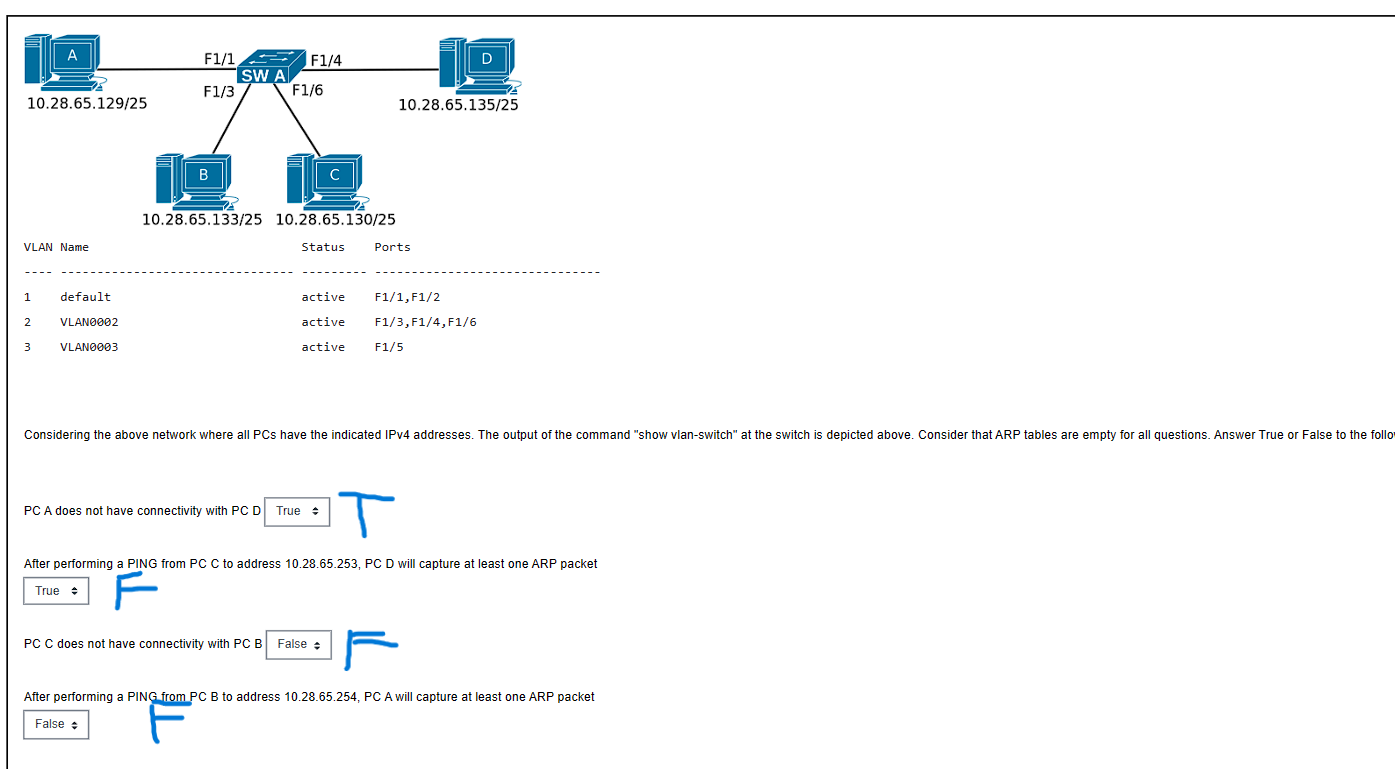 A
F1/1
F1/4
D
SW A
F1/3
F1/6
10.28.65.129/25
10.28.65.135/25
B
C
10.28.65.133/25
10.28.65.130/25
VLAN Name Status Ports
---- -------------------------------- --------- -------------------------------
1 default active F1/1,F1/2
2 VLAN0002 active F1/3,F1/4,F1/6
3 VLAN0003 active F1/5
Considering the above network where all PCs have the indicated IPv4 addresses. The output of the command "show vlan-switch" at the switch is depicted above. Consider that ARP tables are empty for all questions. Answer True or False to the follo
PC A does not have connectivity with PC D True T
After performing a PING from PC C to address 10.28.65.253, PC D will capture at least one ARP packet
True F
PC C does not have connectivity with PC B False F
After performing a PING from PC B to address 10.28.65.254, PC A will capture at least one ARP packet
False F